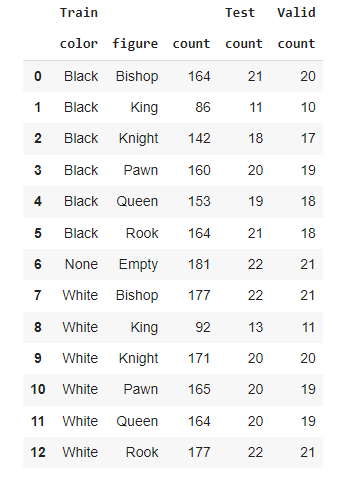 Train Test Valid
color figure count count count
0 Black Bishop 164 21 20
1 Black King 86 11 10
2 Black Knight 142 18 17
3 Black Pawn 160 20 19
4 Black Queen 153 19 18
5 Black Rook 164 21 18
6 None Empty 181 22 21
7 White Bishop 177 22 21
8 White King 92 13 11
9 White Knight 171 20 20
10 White Pawn 165 20 19
11 White Queen 164 20 19
12 White Rook 177 22 21